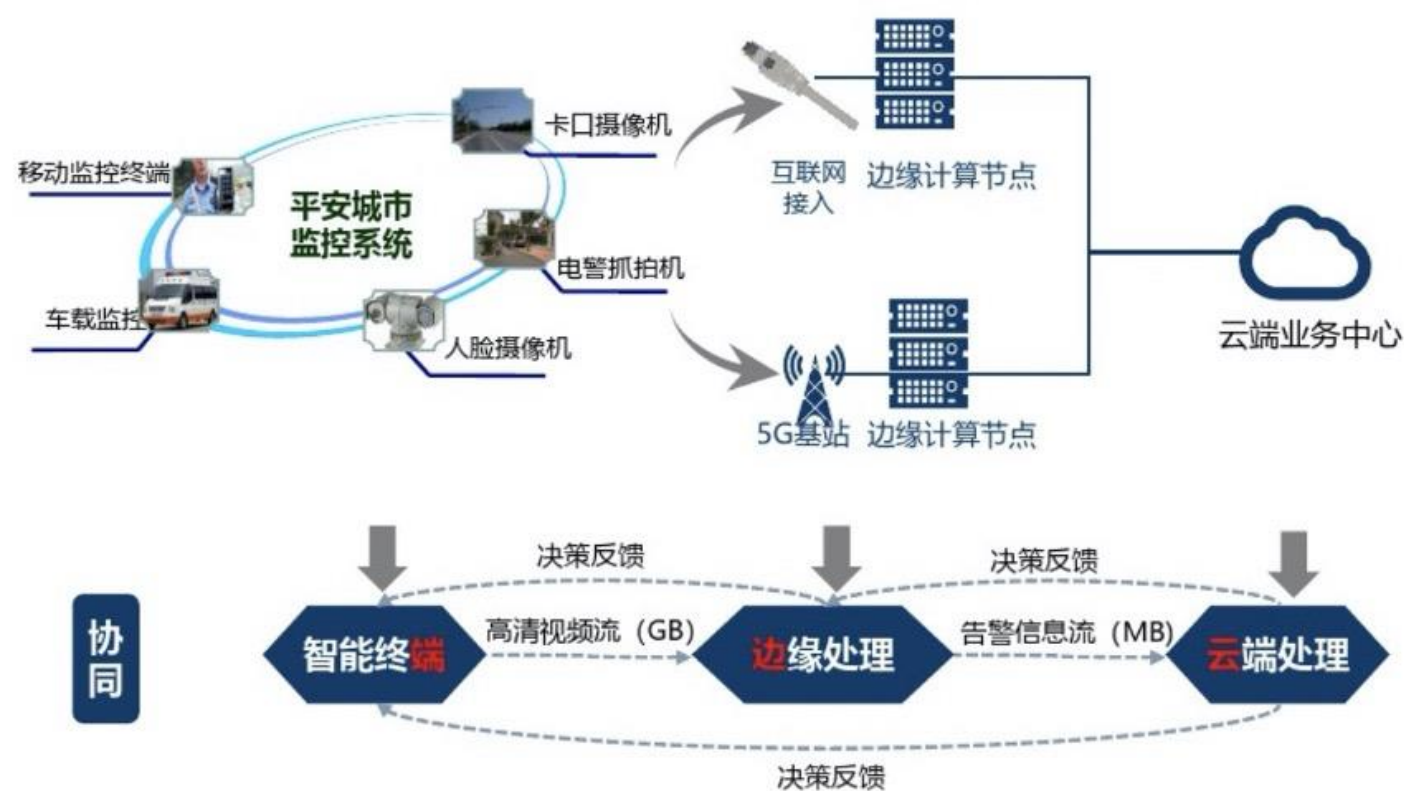 卡口摄像机
移动监控终端
平安城市
监控系统
电警抓拍机
车载监控
人脸摄像机
互联网
接入
边缘计算节点
5G基站
边缘计算节点
云端业务中心
协
同
决策反馈
决策反馈
智能终端
高清视频流（GB）
边缘处理
告警信息流（MB）
云端处理
决策反馈